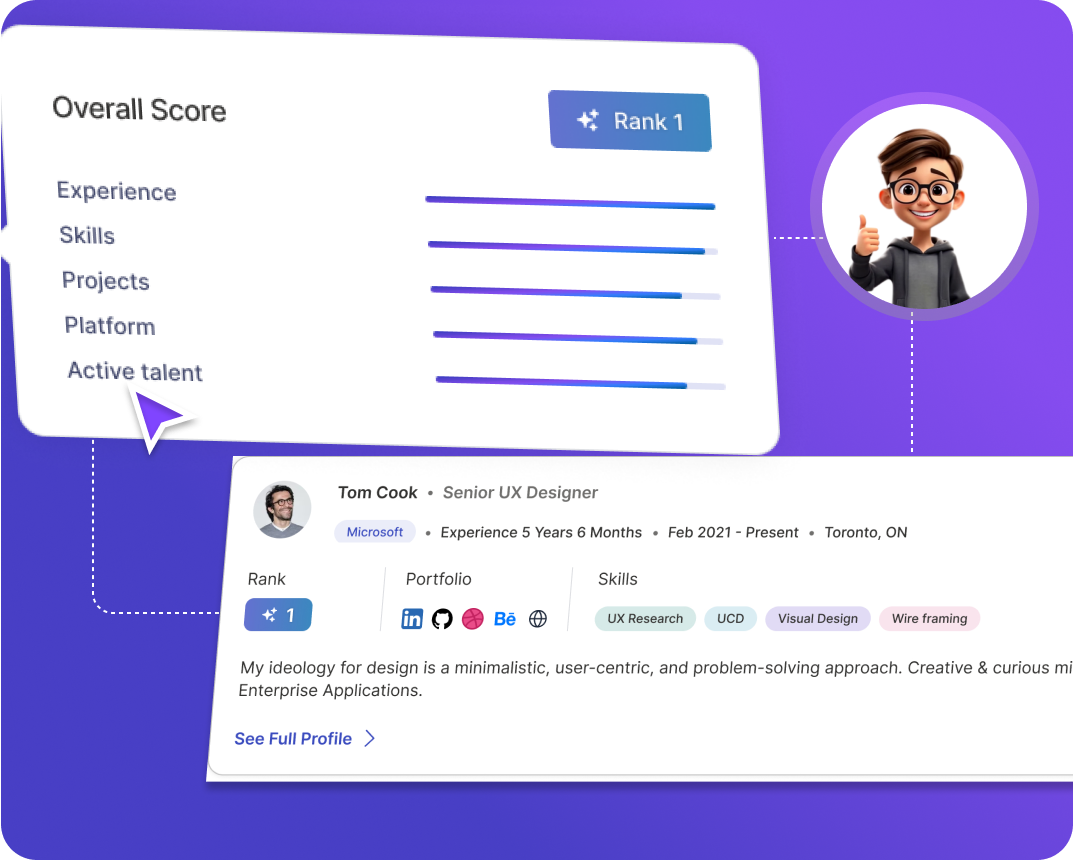 Overall Score
Rank 1
Experience
Skills
Projects
Platform
Active talent
Tom Cook • Senior UX Designer
Microsoft • Experience 5 Years 6 Months • Feb 2021 - Present • Toronto, ON
Rank
1
Portfolio
in Bē
Skills
UX Research UCD Visual Design Wire framing
My ideology for design is a minimalistic, user-centric, and problem-solving approach. Creative & curious mi
Enterprise Applications.
See Full Profile